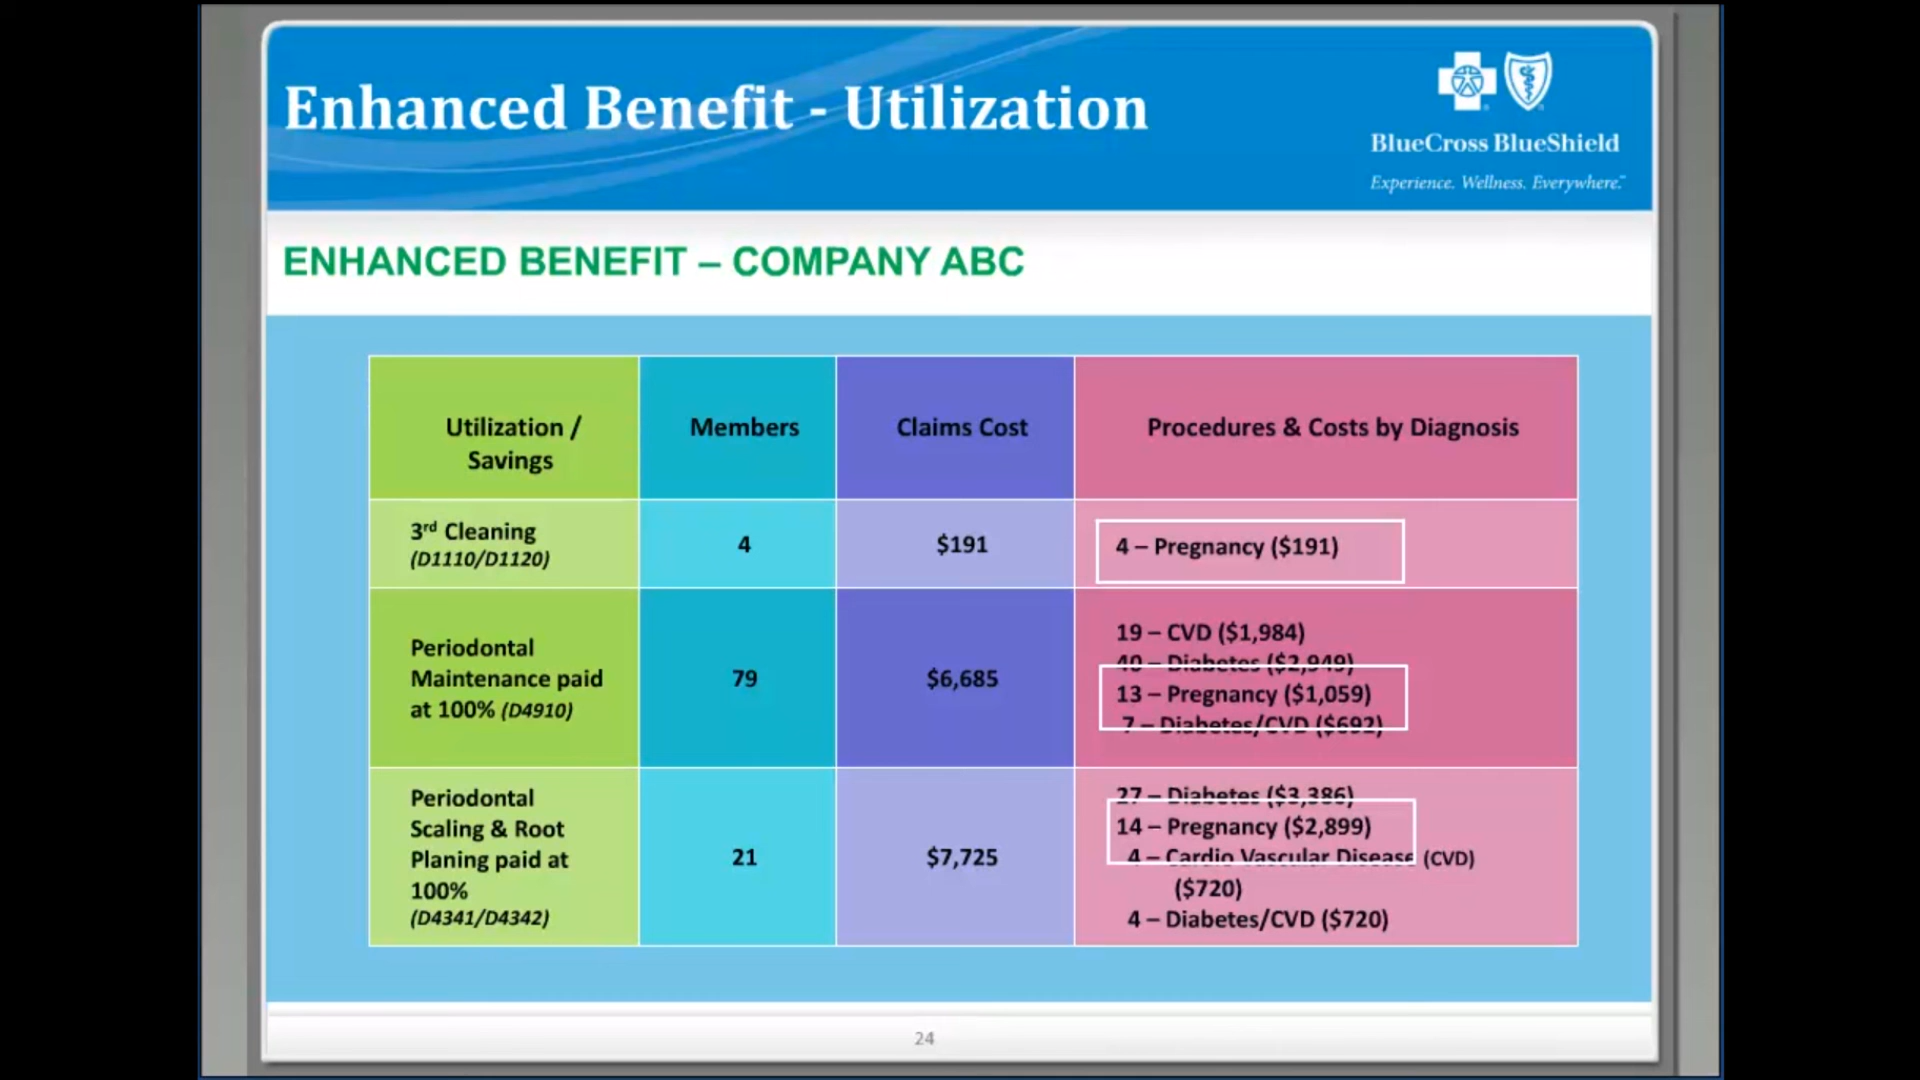 Enhanced Benefit - Utilization
BlueCross BlueShield
Experience. Wellness. Everywhere.℠
ENHANCED BENEFIT – COMPANY ABC
Utilization /
Savings
Members
Claims Cost
Procedures & Costs by Diagnosis
3rd Cleaning
(D1110/D1120)
4
$191
4 – Pregnancy ($191)
Periodontal
Maintenance paid
at 100% (D4910)
79
$6,685
19 – CVD ($1,984)
40 – Diabetes ($2,949)
13 – Pregnancy ($1,059)
7 – Diabetes/CVD ($692)
Periodontal
Scaling & Root
Planing paid at
100%
(D4341/D4342)
21
$7,725
27 – Diabetes ($3,386)
14 – Pregnancy ($2,899)
4 – Cardio Vascular Disease (CVD)
($720)
4 – Diabetes/CVD ($720)
24